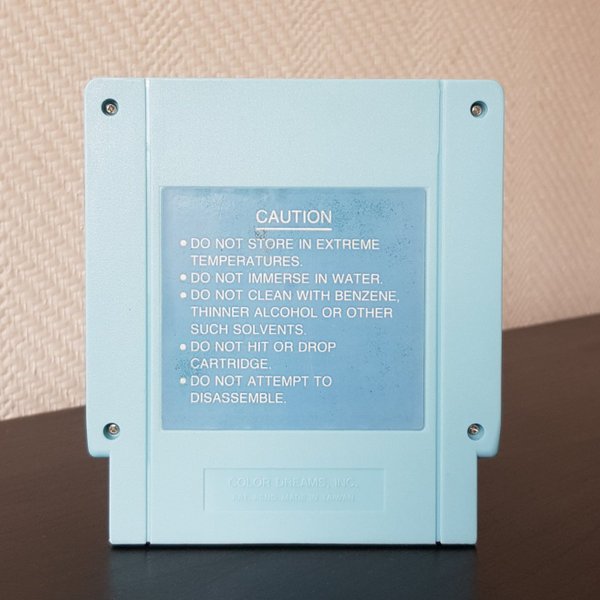 CAUTION
• DO NOT STORE IN EXTREME
TEMPERATURES.
• DO NOT IMMERSE IN WATER.
• DO NOT CLEAN WITH BENZENE,
THINNER ALCOHOL OR OTHER
SUCH SOLVENTS.
• DO NOT HIT OR DROP
CARTRIDGE.
• DO NOT ATTEMPT TO
DISASSEMBLE.
COLOR DREAMS, INC.
PAT. PEND. MADE IN TAIWAN